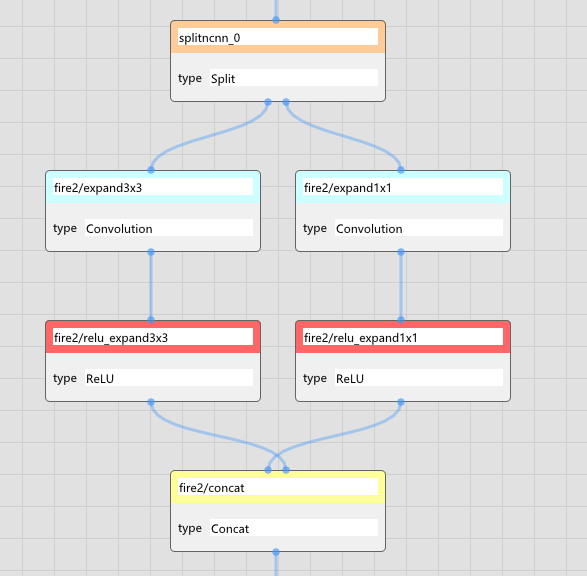 splitncnn_0
type Split
fire2/expand3x3
type Convolution
fire2/expand1x1
type Convolution
fire2/relu_expand3x3
type ReLU
fire2/relu_expand1x1
type ReLU
fire2/concat
type Concat